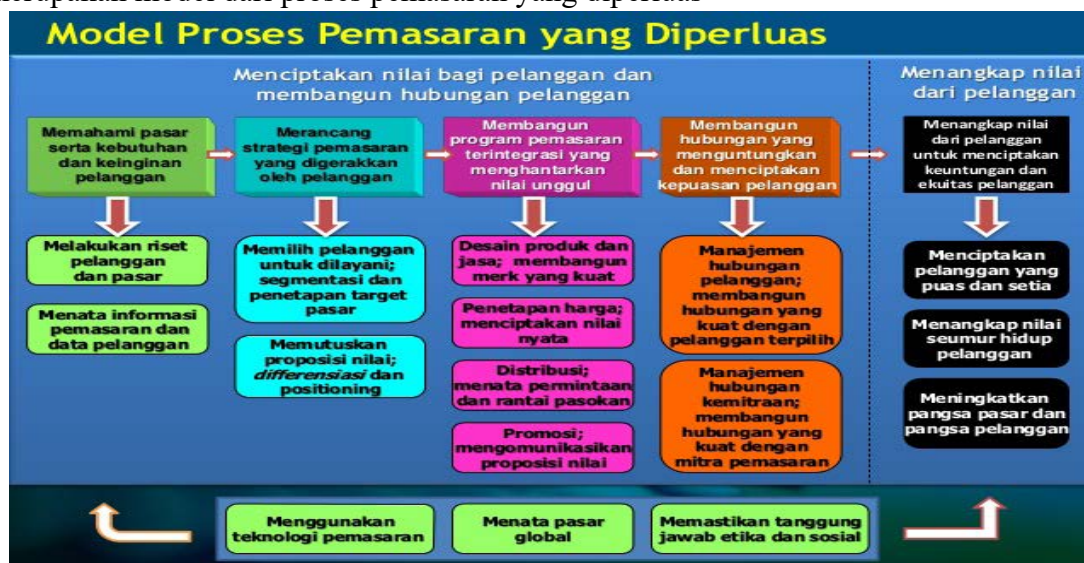 Model Proses Pemasaran yang Diperluas
Menciptakan nilai bagi pelanggan dan
membangun hubungan pelanggan
Menangkap nilai
dari pelanggan
Memahami pasar
serta kebutuhan
dan keinginan
pelanggan
Merancang
strategi pemasaran
yang digerakkan
oleh pelanggan
Membangun
program pemasaran
terintegrasi yang
menghantarkan
nilai unggul
Membangun
hubungan yang
menguntungkan
dan menciptakan
kepuasan pelanggan
Menangkap nilai
dari pelanggan
untuk menciptakan
keuntungan dan
ekuitas pelanggan
Melakukan riset
pelanggan
dan pasar
Menata informasi
pemasaran dan
data pelanggan
Memilih pelanggan
untuk dilayani;
segmentasi dan
penetapan target
pasar
Memutuskan
proposisi nilai;
differensiasi dan
positioning
Desain produk dan
jasa; membangun
merk yang kuat
Penetapan harga;
menciptakan nilai
nyata
Distribusi;
menata permintaan
dan rantai pasokan
Promosi;
mengomunikasikan
proposisi nilai
Manajemen
hubungan
pelanggan;
membangun
hubungan yang
kuat dengan
pelanggan terpilih
Manajemen
hubungan
kemitraan;
membangun
hubungan yang
kuat dengan
mitra pemasaran
Menciptakan
pelanggan yang
puas dan setia
Menangkap nilai
seumur hidup
pelanggan
Meningkatkan
pangsa pasar dan
pangsa pelanggan
Menggunakan
teknologi pemasaran
Menata pasar
global
Memastikan tanggung
jawab etika dan sosial